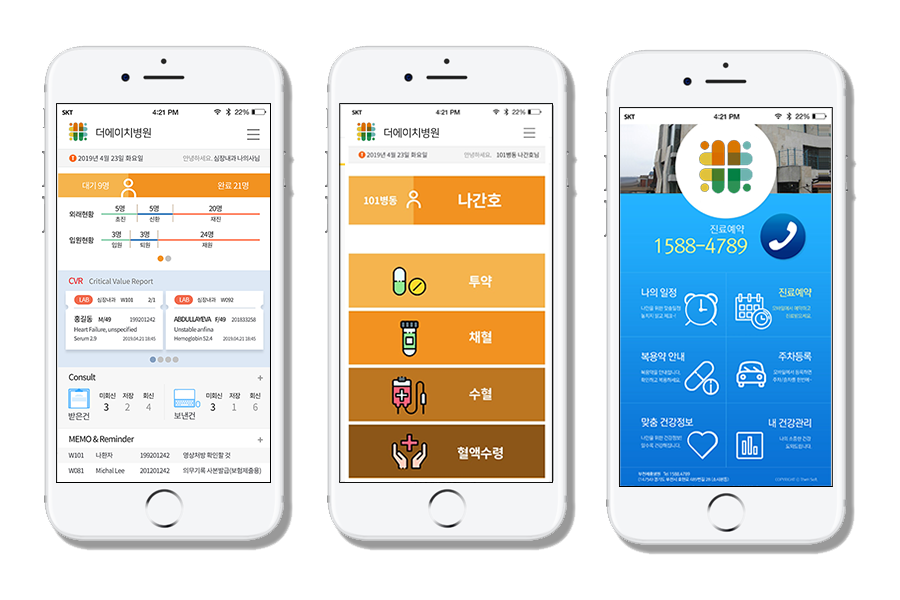 SKT 4:21 PM 22%
더에이치병원
2019년 4월 23일 화요일 안녕하세요. 심장내과 나의사님
대기 9명 완료 21명
외래현황 5명 5명 20명
초진 신환 재진
입원현황 3명 3명 24명
입원 퇴원 재원
CVR Critical Value Report
LAB 심장내과 W101 2/1
홍길동 M/49 199201242
Heart Failure, unspecified
Serum 2.9 2019.04.21 18:45
LAB 심장내과 W092
ABDULLAYEVA F/49 201833258
Unstable anfina
Hemoglobin 52.4 2019.04.21 18:45
Consult +
받은건
미회신 저장 회신
3 2 4
보낸건
미회신 저장 회신
3 1 6
MEMO & Reminder +
W101 나환자 199201242 영상처방 확인할 것
W081 Michal Lee 201201242 의무기록 사본발급(보험제출용)
SKT 4:21 PM 22%
더에이치병원
2019년 4월 23일 화요일 안녕하세요. 101병동 나간호님
101병동 나간호
투약
채혈
수혈
혈액수령
SKT 4:21 PM 22%
진료예약
1588-4789
나의 일정
진료예약
복용약 안내
복용약을 안내합니다.
주차등록
맞춤 건강정보
내 건강관리